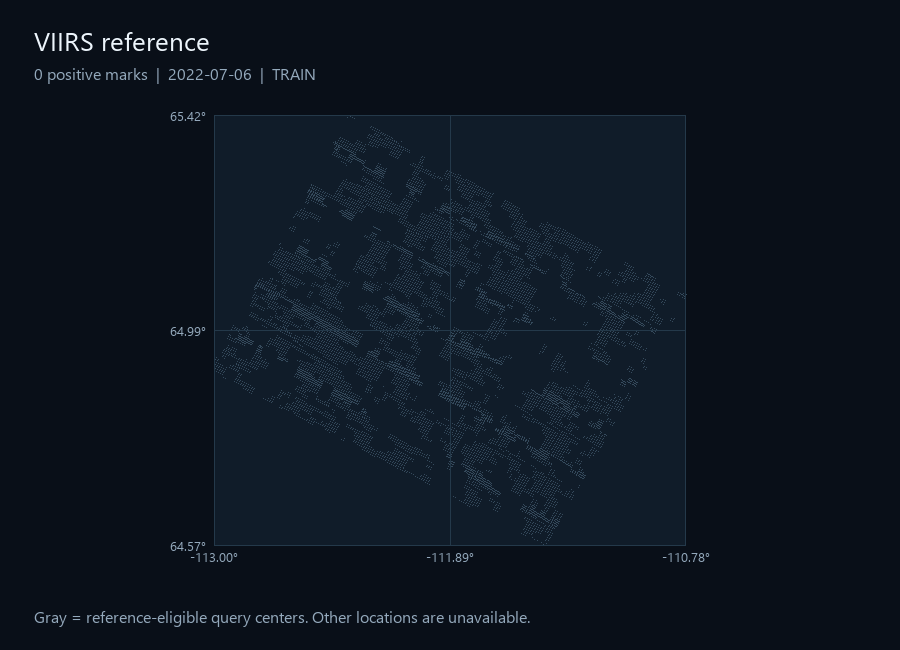 VIIRS reference
0 positive marks | 2022-07-06 | TRAIN
65.42°
64.99°
64.57°
-113.00° -111.89° -110.78°
Gray = reference-eligible query centers. Other locations are unavailable.